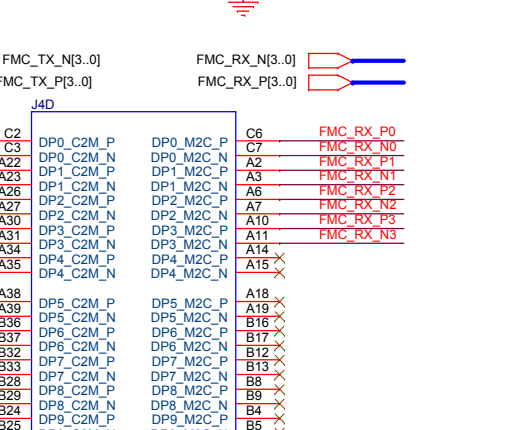 FMC_TX_N[3..0] FMC_RX_N[3..0]
FMC_TX_P[3..0] FMC_RX_P[3..0]
J4D
C2 DP0_C2M_P DP0_M2C_P C6 FMC_RX_P0
C3 DP0_C2M_N DP0_M2C_N C7 FMC_RX_N0
A22 DP1_C2M_P DP1_M2C_P A2 FMC_RX_P1
A23 DP1_C2M_N DP1_M2C_N A3 FMC_RX_N1
A26 DP2_C2M_P DP2_M2C_P A6 FMC_RX_P2
A27 DP2_C2M_N DP2_M2C_N A7 FMC_RX_N2
A30 DP3_C2M_P DP3_M2C_P A10 FMC_RX_P3
A31 DP3_C2M_N DP3_M2C_N A11 FMC_RX_N3
A34 DP4_C2M_P DP4_M2C_P A14
A35 DP4_C2M_N DP4_M2C_N A15
A38 DP5_C2M_P DP5_M2C_P A18
A39 DP5_C2M_N DP5_M2C_N A19
B36 DP6_C2M_P DP6_M2C_P B16
B37 DP6_C2M_N DP6_M2C_N B17
B32 DP7_C2M_P DP7_M2C_P B12
B33 DP7_C2M_N DP7_M2C_N B13
B28 DP8_C2M_P DP8_M2C_P B8
B29 DP8_C2M_N DP8_M2C_N B9
B24 DP9_C2M_P DP9_M2C_P B4
B25 B5